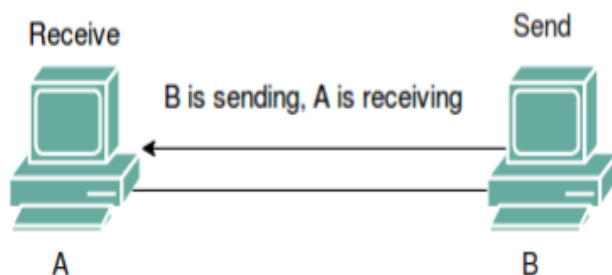 Receive
Send
B is sending, A is receiving
A
B